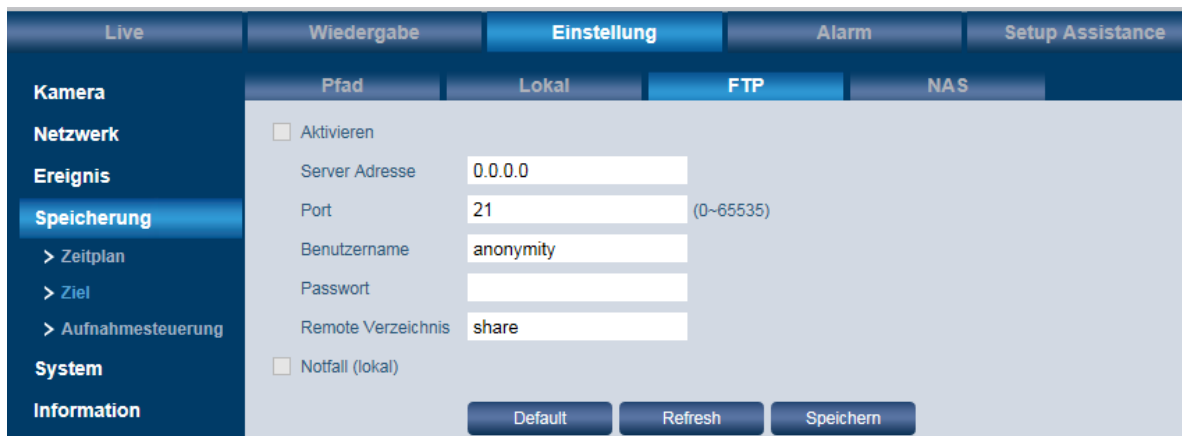 Live Wiedergabe Einstellung Alarm Setup Assistance
Kamera
Netzwerk
Ereignis
Speicherung
> Zeitplan
> Ziel
> Aufnahmesteuerung
System
Information
Pfad Lokal FTP NAS
Aktivieren
Server Adresse 0.0.0.0
Port 21 (0~65535)
Benutzername anonymity
Passwort
Remote Verzeichnis share
Notfall (lokal)
Default Refresh Speichern